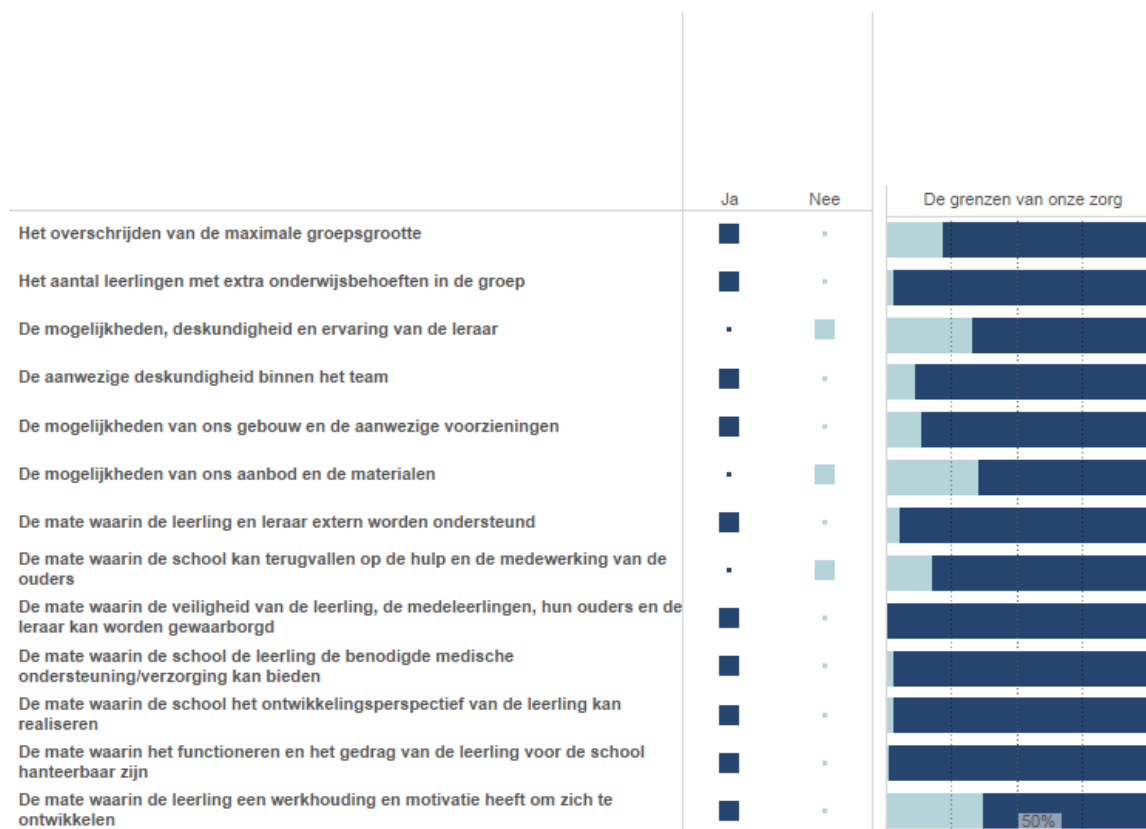 Ja Nee De grenzen van onze zorg
Het overschrijden van de maximale groepsgrootte
Het aantal leerlingen met extra onderwijsbehoeften in de groep
De mogelijkheden, deskundigheid en ervaring van de leraar
De aanwezige deskundigheid binnen het team
De mogelijkheden van ons gebouw en de aanwezige voorzieningen
De mogelijkheden van ons aanbod en de materialen
De mate waarin de leerling en leraar extern worden ondersteund
De mate waarin de school kan terugvallen op de hulp en de medewerking van de
ouders
De mate waarin de veiligheid van de leerling, de medeleerlingen, hun ouders en de
leraar kan worden gewaarborgd
De mate waarin de school de leerling de benodigde medische
ondersteuning/verzorging kan bieden
De mate waarin de school het ontwikkelingsperspectief van de leerling kan
realiseren
De mate waarin het functioneren en het gedrag van de leerling voor de school
hanteerbaar zijn
De mate waarin de leerling een werkhouding en motivatie heeft om zich te
ontwikkelen
50%